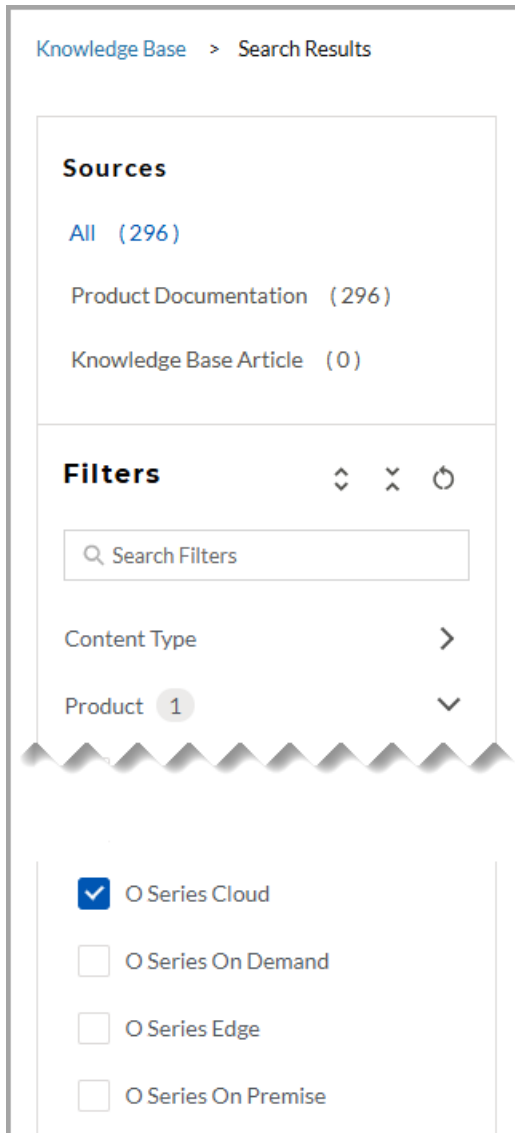 Knowledge Base > Search Results
Sources
All (296)
Product Documentation (296)
Knowledge Base Article (0)
Filters
Search Filters
Content Type
Product 1
O Series Cloud
O Series On Demand
O Series Edge
O Series On Premise